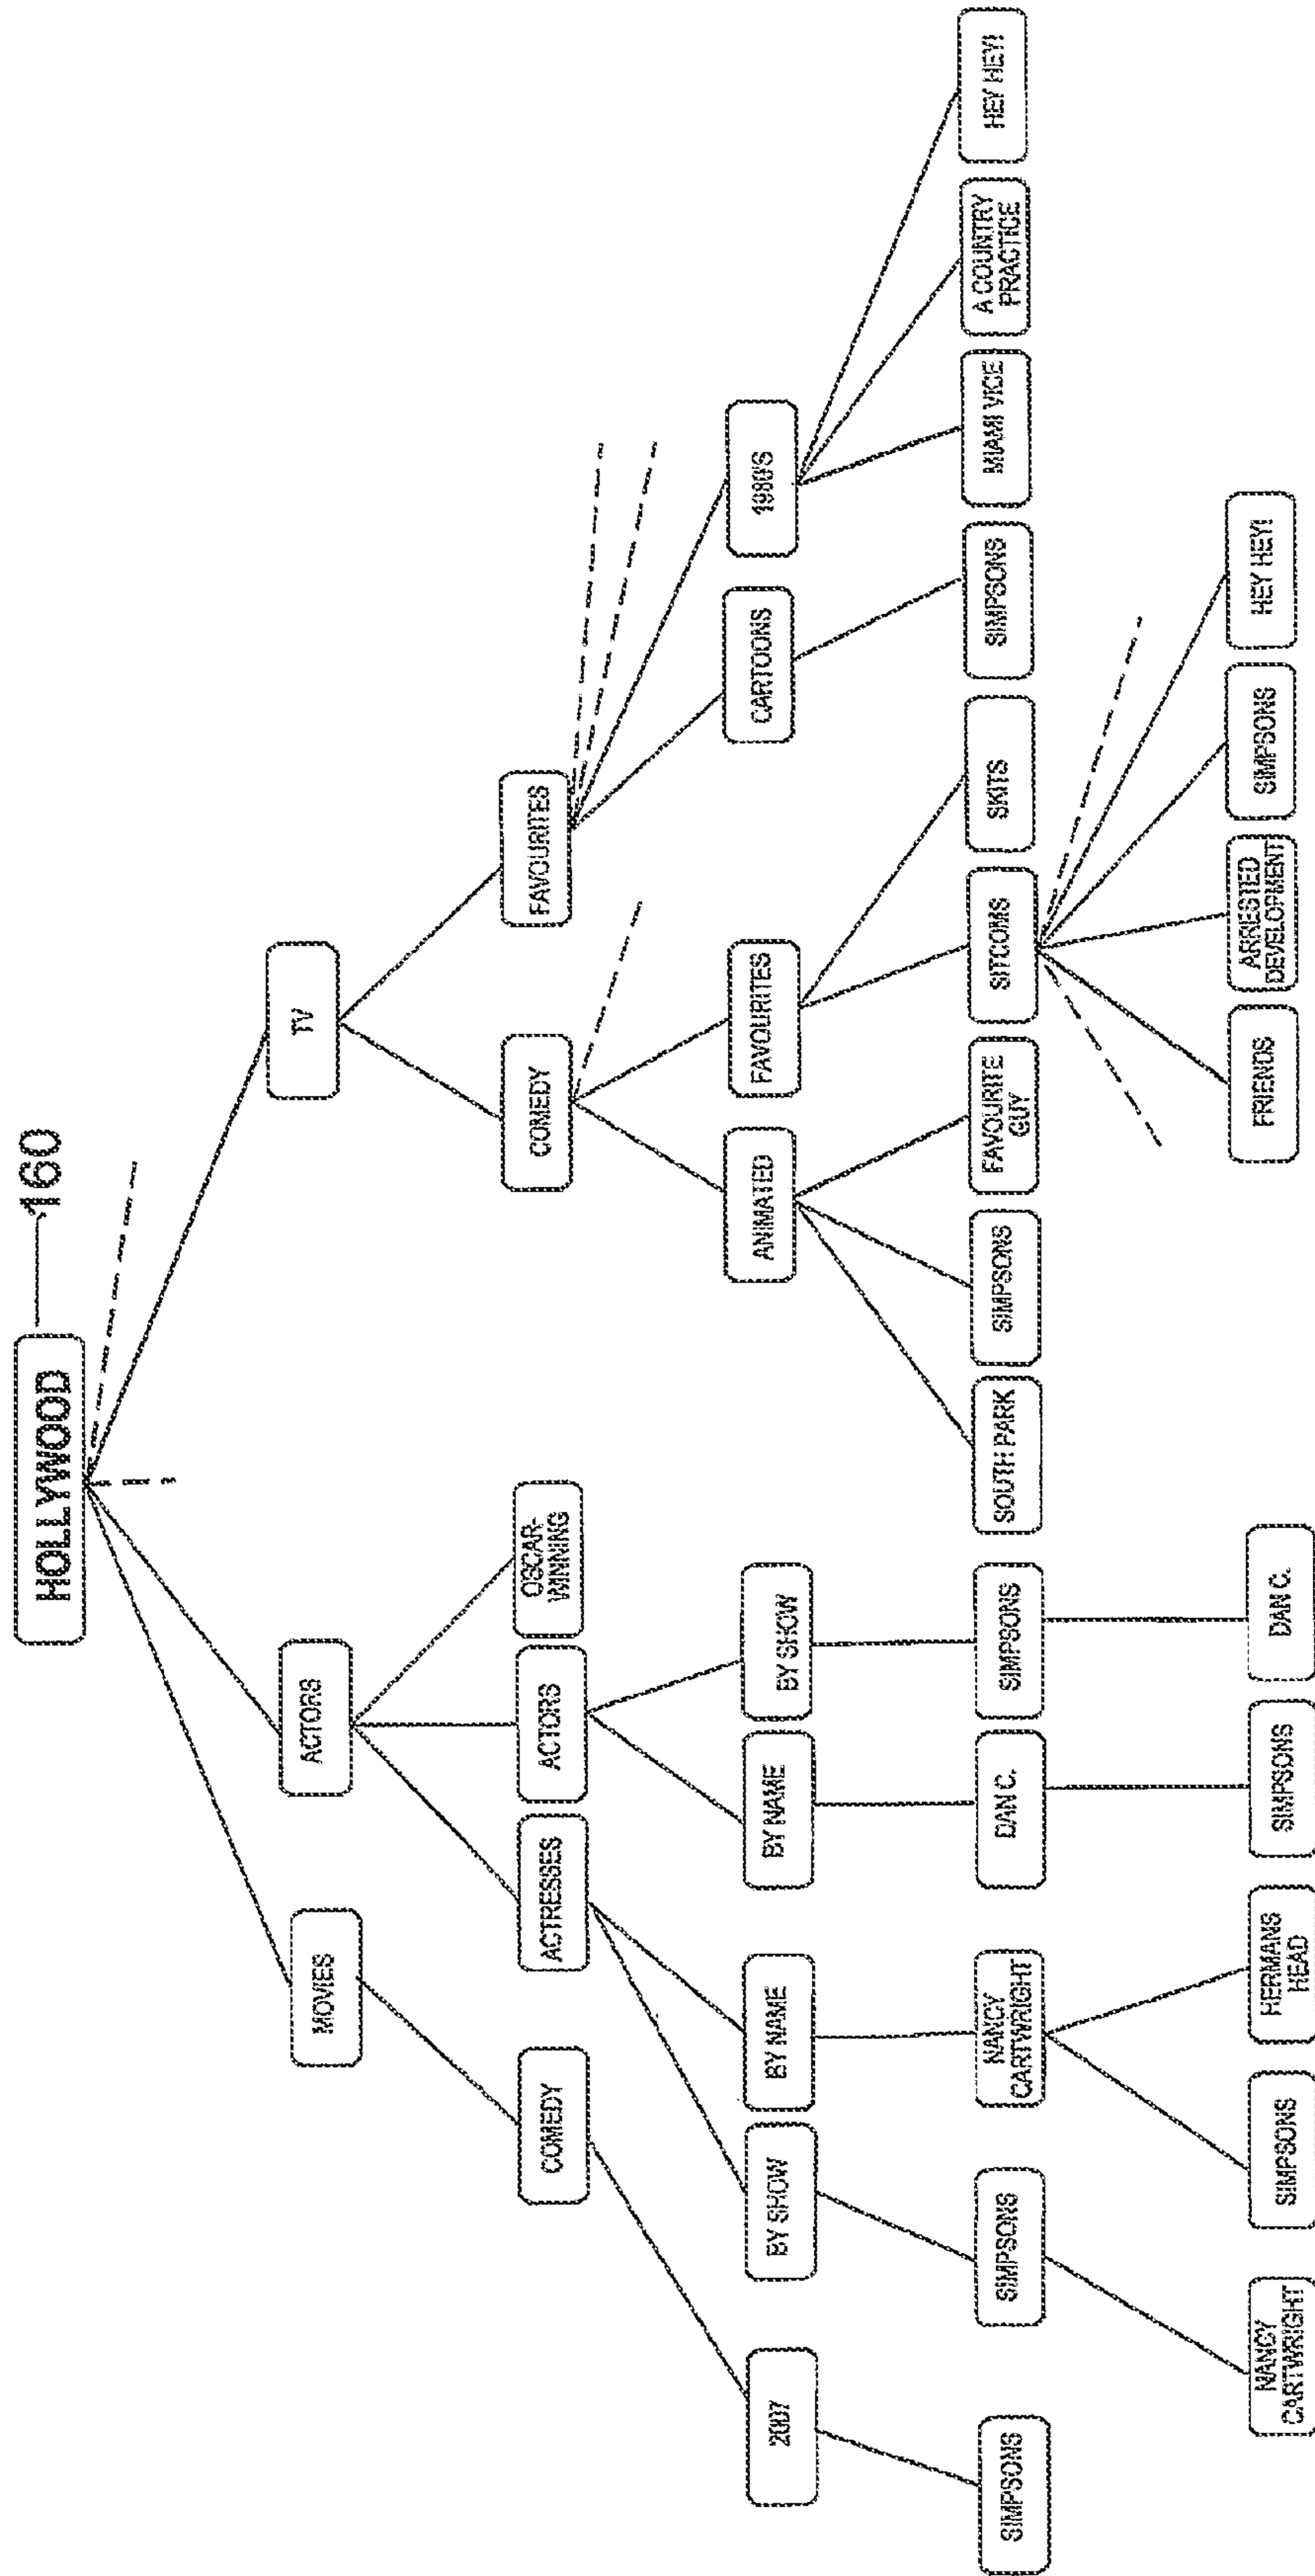 HOLLYWOOD
160
MOVIES
ACTORS
TV
COMEDY
ACTRESSES
ACTORS
OSCAR-
WINNING
COMEDY
FAVOURITES
2007
BY SHOW
BY NAME
BY NAME
BY SHOW
ANIMATED
FAVOURITES
CARTOONS
1980'S
SIMPSONS
SIMPSONS
NANCY
CARTWRIGHT
DAN C.
SIMPSONS
SOUTH PARK
SIMPSONS
FAVOURITE
GUY
SITCOMS
SKITS
SIMPSONS
MIAMI VICE
A COUNTRY
PRACTICE
HEY HEY!
NANCY
CARTWRIGHT
SIMPSONS
HERMANS
HEAD
SIMPSONS
DAN C.
FRIENDS
ARRESTED
DEVELOPMENT
SIMPSONS
HEY HEY!